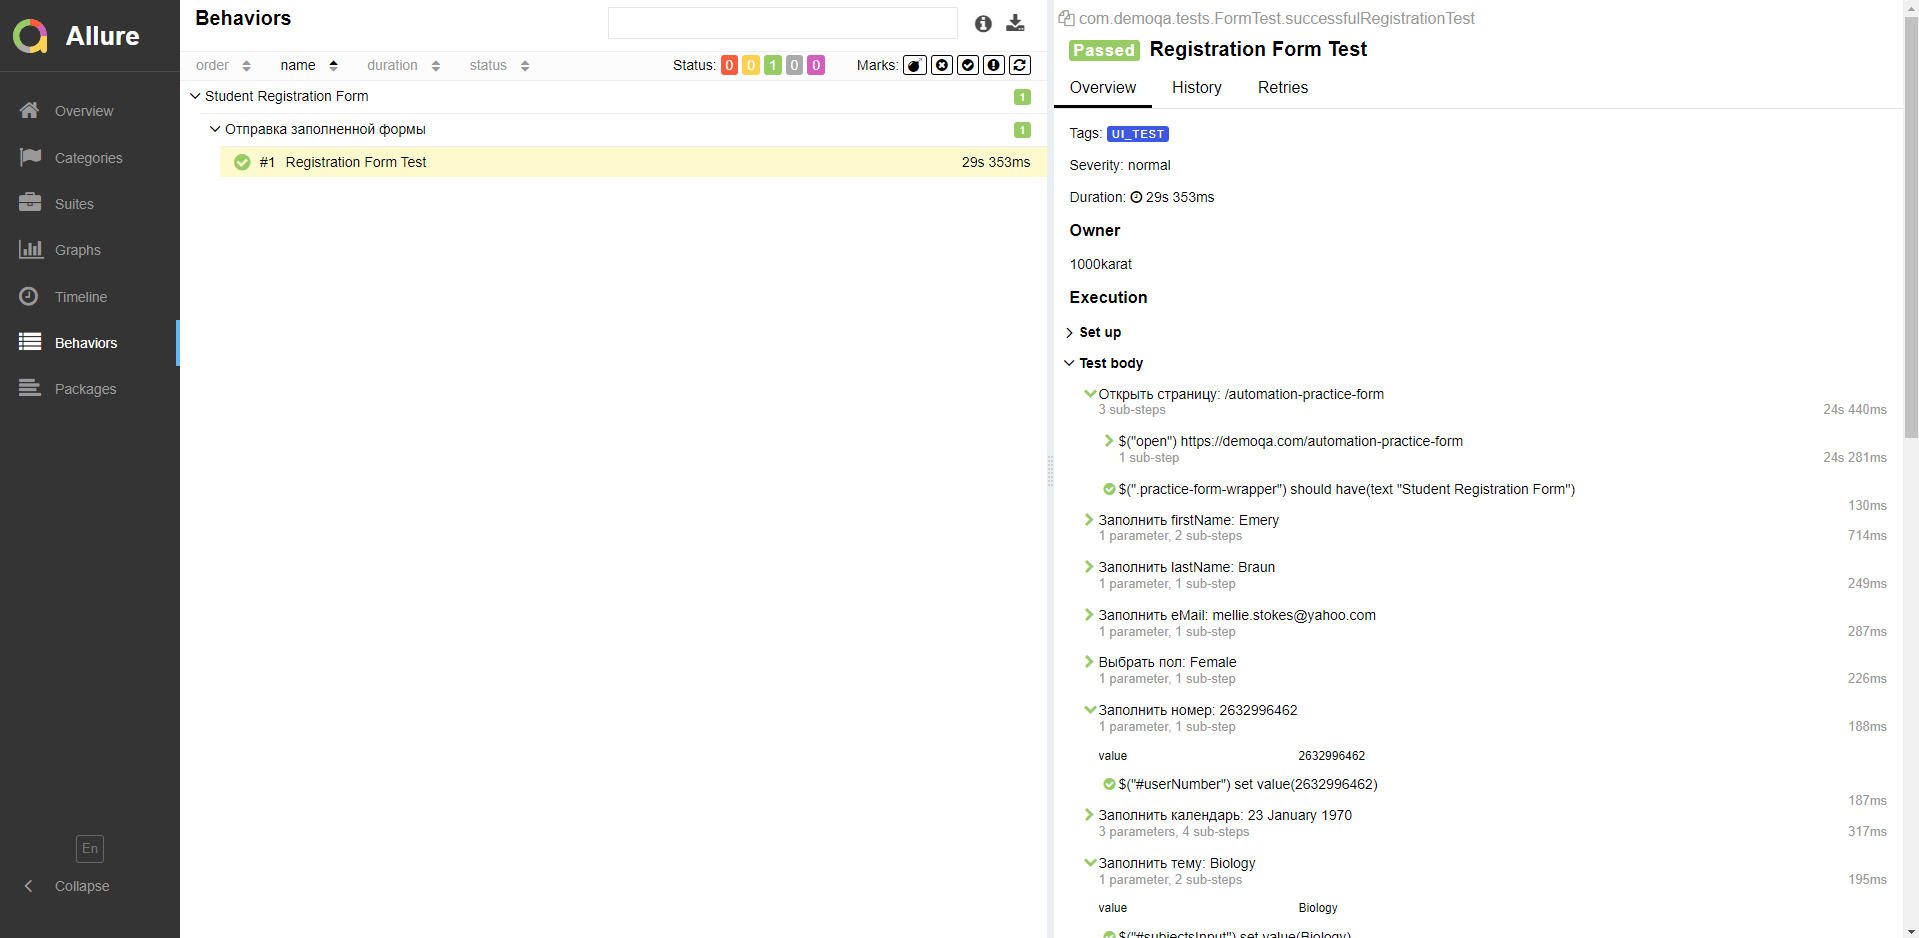 Allure
Overview
Categories
Suites
Graphs
Timeline
Behaviors
Packages
En
Collapse
Behaviors
order name duration status Status: 0 0 1 0 0 Marks:
Student Registration Form 1
Отправка заполненной формы 1
#1 Registration Form Test 29s 353ms
com.demoqa.tests.FormTest.successfulRegistrationTest
Passed Registration Form Test
Overview History Retries
Tags: UI_TEST
Severity: normal
Duration: 29s 353ms
Owner
1000karat
Execution
Set up
Test body
Открыть страницу: /automation-practice-form
3 sub-steps 24s 440ms
$("open") https://demoqa.com/automation-practice-form
1 sub-step 24s 281ms
$(".practice-form-wrapper") should have(text "Student Registration Form")
130ms
Заполнить firstName: Emery
1 parameter, 2 sub-steps 714ms
Заполнить lastName: Braun
1 parameter, 1 sub-step 249ms
Заполнить eMail: mellie.stokes@yahoo.com
1 parameter, 1 sub-step 287ms
Выбрать пол: Female
1 parameter, 1 sub-step 226ms
Заполнить номер: 2632996462
1 parameter, 1 sub-step 188ms
value 2632996462
$("#userNumber") set value(2632996462)
187ms
Заполнить календарь: 23 January 1970
3 parameters, 4 sub-steps 317ms
Заполнить тему: Biology
1 parameter, 2 sub-steps 195ms
value Biology
$("#subjectsInput") set value(Biology)